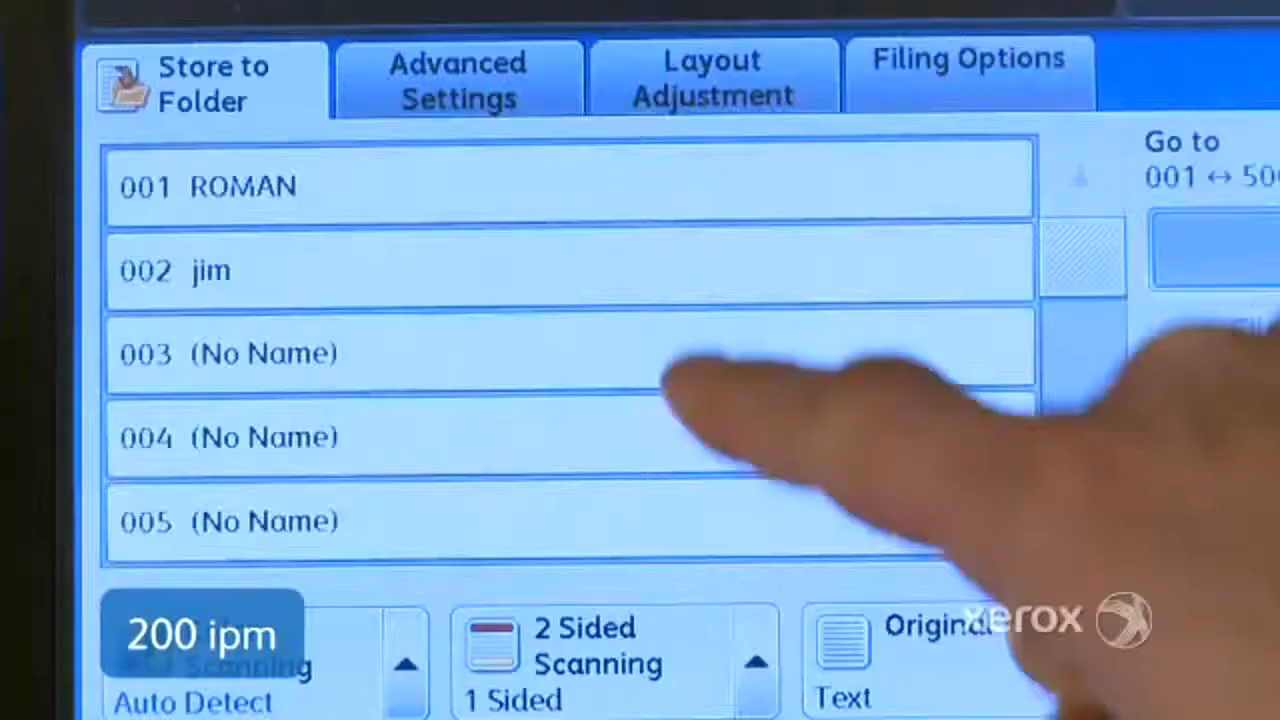 Store to
Folder
Advanced
Settings
Layout
Adjustment
Filing Options
001 ROMAN
002 jim
003 (No Name)
004 (No Name)
005 (No Name)
Go to
001 ↔
200 ipm
Scanning
Auto Detect
2 Sided
Scanning
1 Sided
Original
Text
xerox